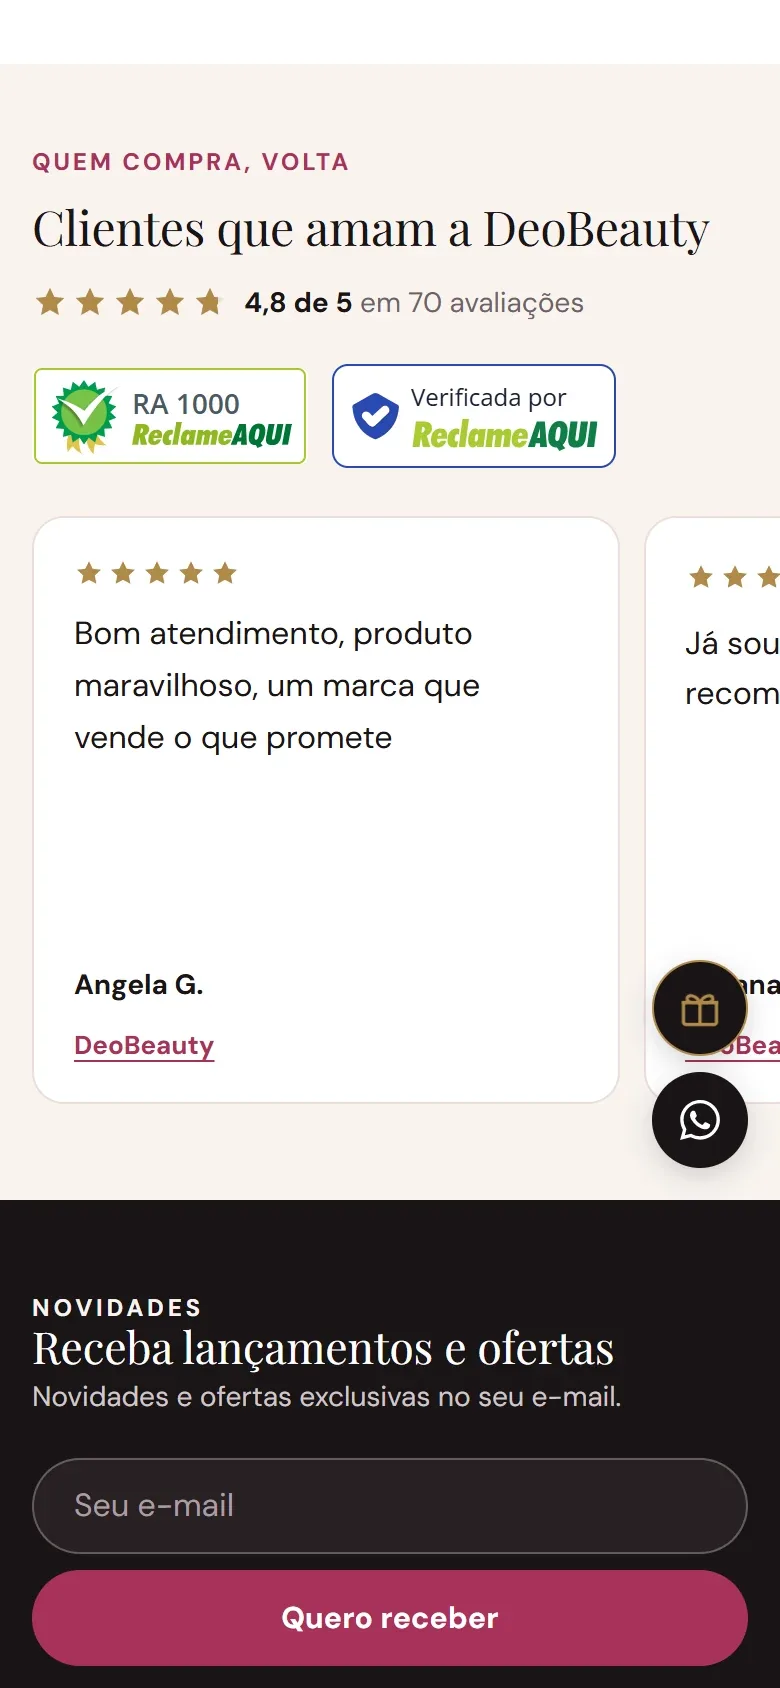 QUEM COMPRA, VOLTA
Clientes que amam a DeoBeauty
4,8 de 5 em 70 avaliações
RA 1000
ReclameAQUI
Verificada por
ReclameAQUI
Bom atendimento, produto
maravilhoso, um marca que
vende o que promete
Angela G.
DeoBeauty
Já sou
recom
NOVIDADES
Receba lançamentos e ofertas
Novidades e ofertas exclusivas no seu e-mail.
Seu e-mail
Quero receber